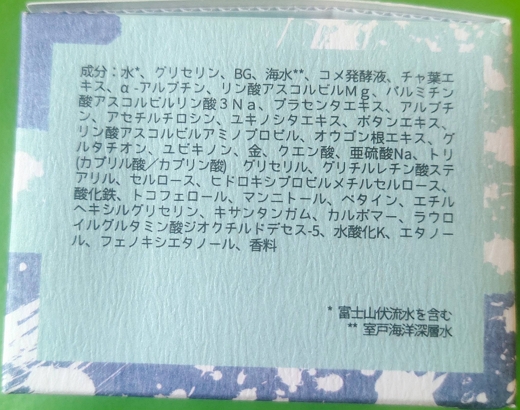 成分：水*、グリセリン、BG、海水**、コメ発酵液、チャ葉エ
キス、α-アルブチン、リン酸アスコルビルMg、パルミチン
酸アスコルビルリン酸3Na、プラセンタエキス、アルブチ
ン、アセチルチロシン、ユキノシタエキス、ボタンエキス、
リン酸アスコルビルアミノプロピル、オウゴン根エキス、グ
ルタチオン、ユビキノン、金、クエン酸、亜硫酸Na、トリ
(カプリル酸／カプリン酸) グリセリル、グリチルレチン酸ステ
アリル、セルロース、ヒドロキシプロピルメチルセルロース、
酸化鉄、トコフェロール、マンニトール、ベタイン、エチル
ヘキシルグリセリン、キサンタンガム、カルボマー、ラウロ
イルグルタミン酸ジオクチルドデセス-5、水酸化K、エタノー
ル、フェノキシエタノール、香料
* 富士山伏流水を含む
** 室戸海洋深層水